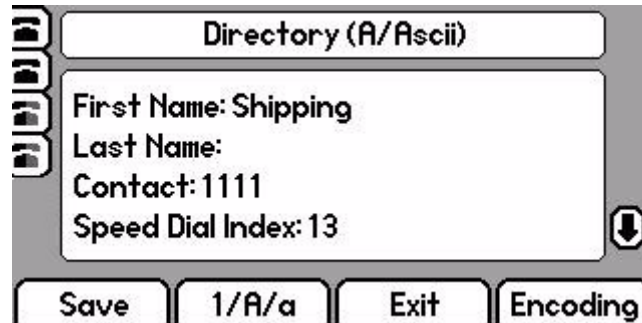 Directory (A/Ascii)
First Name: Shipping
Last Name:
Contact: 1111
Speed Dial Index: 13
Save
1/A/a
Exit
Encoding